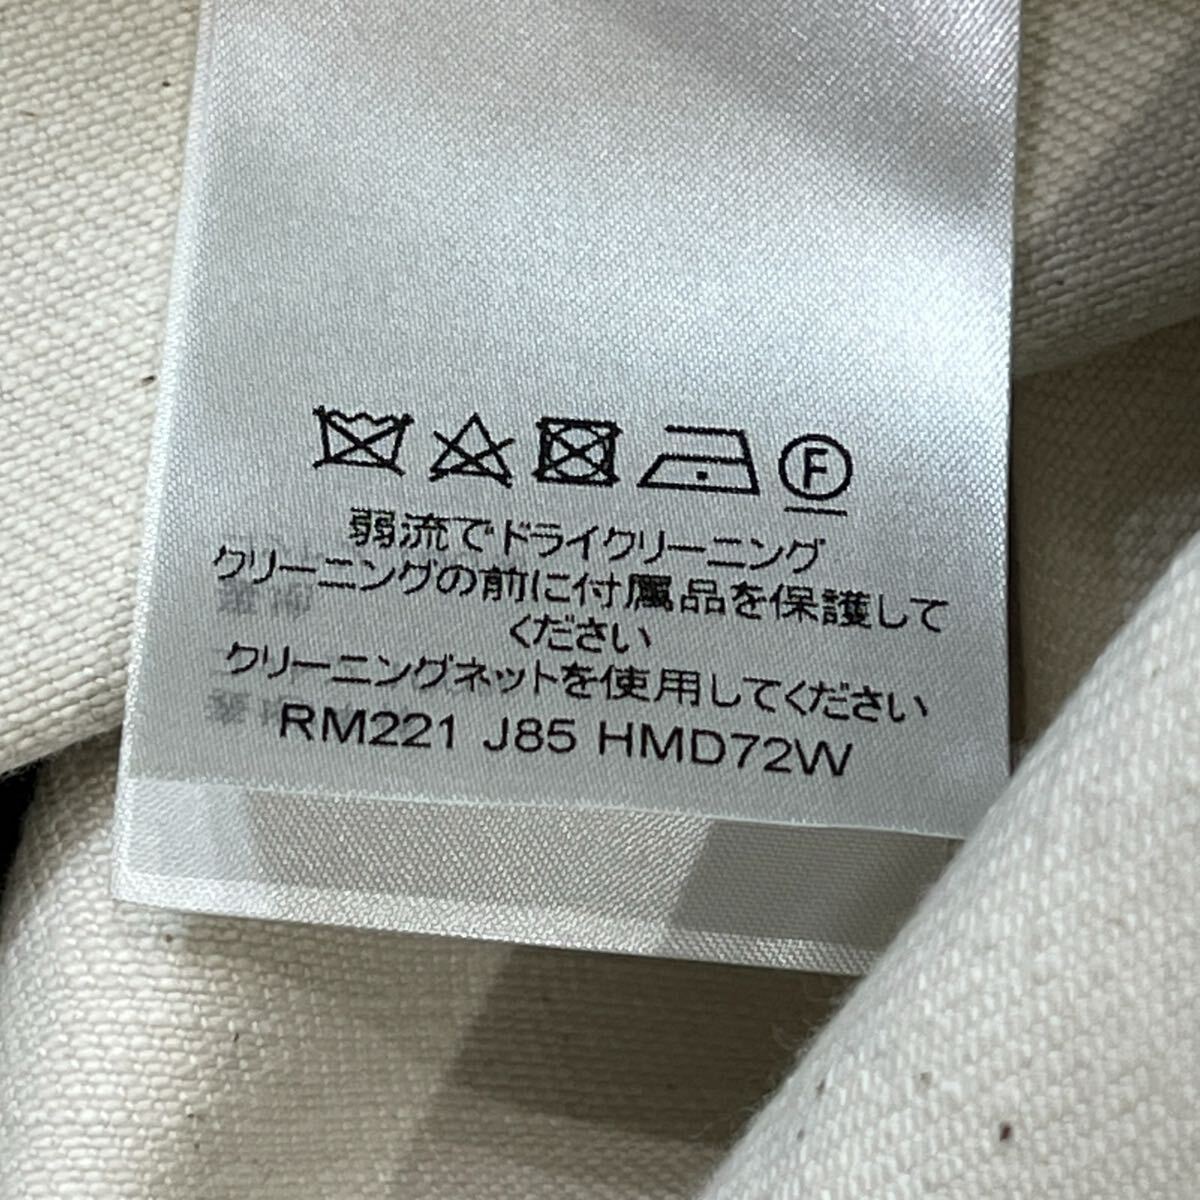 F
弱流でドライクリーニング
クリーニングの前に付属品を保護して
ください
クリーニングネットを使用してください
RM221 J85 HMD72W